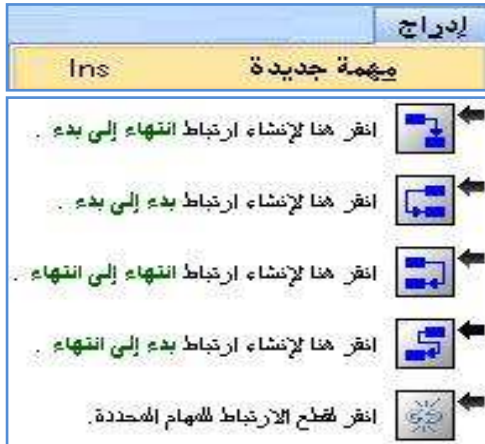 إدراج
مهمة جديدة Ins
انقر هنا لإنشاء ارتباط انتهاء إلى بدء .
انقر هنا لإنشاء ارتباط بدء إلى بدء .
انقر هنا لإنشاء ارتباط انتهاء إلى انتهاء .
انقر هنا لإنشاء ارتباط بدء إلى انتهاء .
انقر لقطع الارتباط للمهام المحددة.